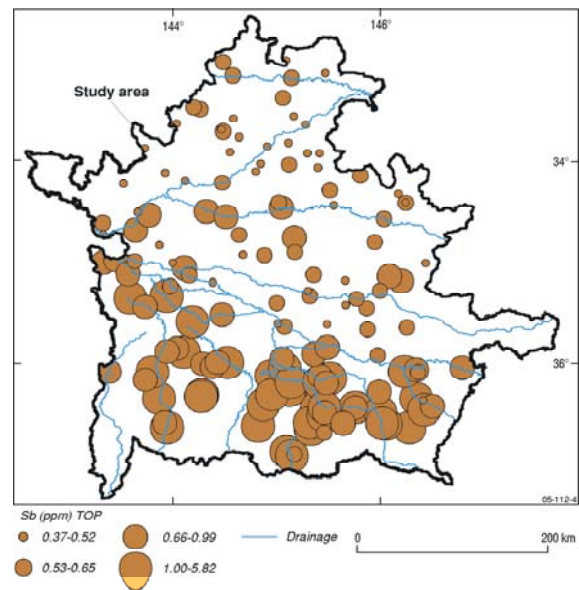 144° 146°
Study area
34°
36° 36°
05-112-4
Sb (ppm) TOP
0.37-0.52 0.66-0.99 Drainage 0 200 km
0.53-0.65 1.00-5.82